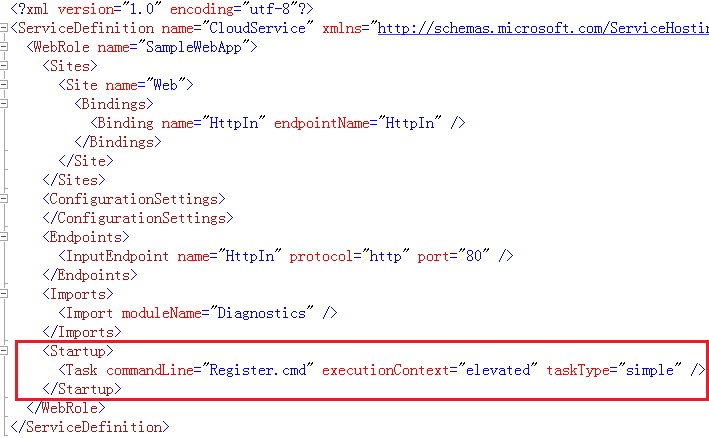 <?xml version="1.0" encoding="utf-8"?>
<ServiceDefinition name="CloudService" xmlns="http://schemas.microsoft.com/ServiceHostin
<WebRole name="SampleWebApp">
<Sites>
<Site name="Web">
<Bindings>
<Binding name="HttpIn" endpointName="HttpIn" />
</Bindings>
</Site>
</Sites>
<ConfigurationSettings>
</ConfigurationSettings>
<Endpoints>
<InputEndpoint name="HttpIn" protocol="http" port="80" />
</Endpoints>
<Imports>
<Import moduleName="Diagnostics" />
</Imports>
<Startup>
<Task commandLine="Register.cmd" executionContext="elevated" taskType="simple" />
</Startup>
</WebRole>
</ServiceDefinition>